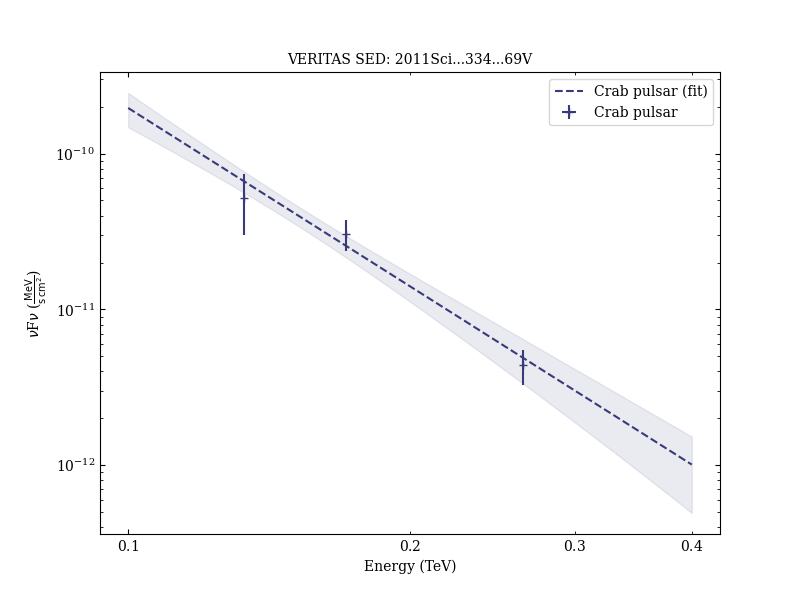 VERITAS SED: 2011Sci...334...69V
Crab pulsar (fit)
Crab pulsar
νFν (MeV / s cm²)
10⁻¹⁰
10⁻¹¹
10⁻¹²
0.1 0.2 0.3 0.4
Energy (TeV)